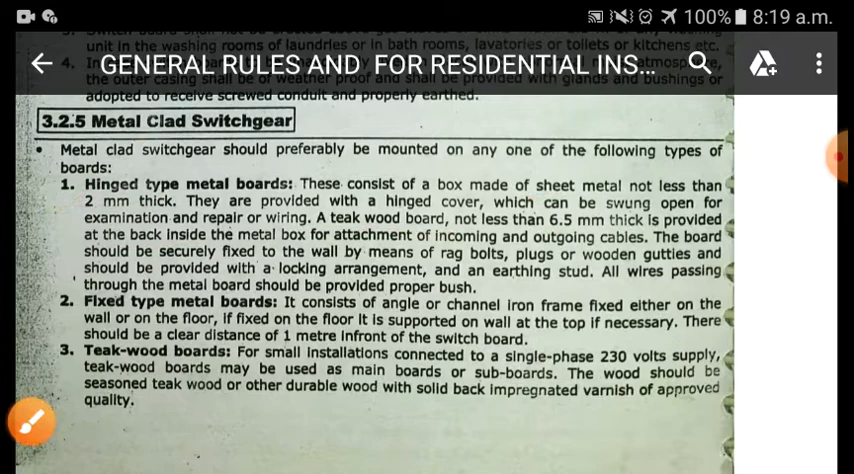 100% 8:19 a.m.
GENERAL RULES AND FOR RESIDENTIAL INS...
unit in the washing rooms of laundries or in bath rooms, lavatories or toilets or kitchens etc.
4. In
the outer casing shall be of weather proof and shall be provided with glands and bushings or
adopted to receive screwed conduit and properly earthed.
3.2.5 Metal Clad Switchgear
• Metal clad switchgear should preferably be mounted on any one of the following types of
boards:
1. Hinged type metal boards: These consist of a box made of sheet metal not less than
2 mm thick. They are provided with a hinged cover, which can be swung open for
examination and repair or wiring. A teak wood board, not less than 6.5 mm thick is provided
at the back inside the metal box for attachment of incoming and outgoing cables. The board
should be securely fixed to the wall by means of rag bolts, plugs or wooden gutties and
should be provided with a locking arrangement, and an earthing stud. All wires passing
through the metal board should be provided proper bush.
2. Fixed type metal boards: It consists of angle or channel iron frame fixed either on the
wall or on the floor, if fixed on the floor it is supported on wall at the top if necessary. There
should be a clear distance of 1 metre infront of the switch board.
3. Teak-wood boards: For small installations connected to a single-phase 230 volts supply,
teak-wood boards may be used as main boards or sub-boards. The wood should be
seasoned teak wood or other durable wood with solid back impregnated varnish of approved
quality.